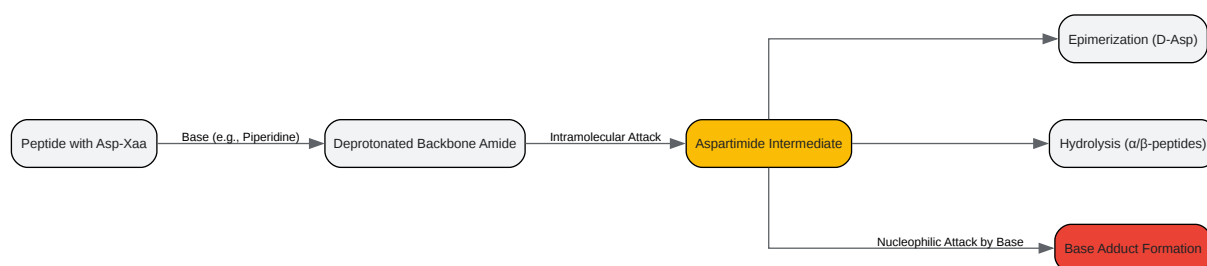 Epimerization (D-Asp)
Peptide with Asp-Xaa
Base (e.g., Piperidine)
Deprotonated Backbone Amide
Intramolecular Attack
Aspartimide Intermediate
Hydrolysis (α/β-peptides)
Nucleophilic Attack by Base
Base Adduct Formation